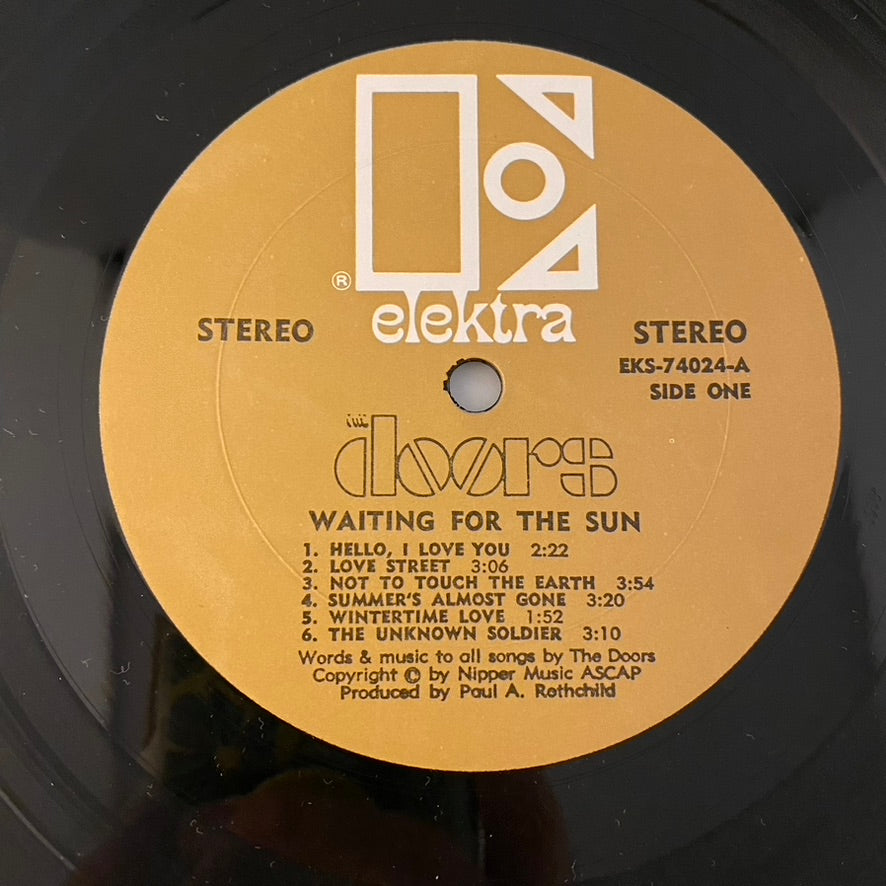 ®
elektra
STEREO
STEREO
EKS-74024-A
SIDE ONE
THE
doors
WAITING FOR THE SUN
1. HELLO, I LOVE YOU 2:22
2. LOVE STREET 3:06
3. NOT TO TOUCH THE EARTH 3:54
4. SUMMER'S ALMOST GONE 3:20
5. WINTERTIME LOVE 1:52
6. THE UNKNOWN SOLDIER 3:10
Words & music to all songs by The Doors
Copyright © by Nipper Music ASCAP
Produced by Paul A. Rothchild